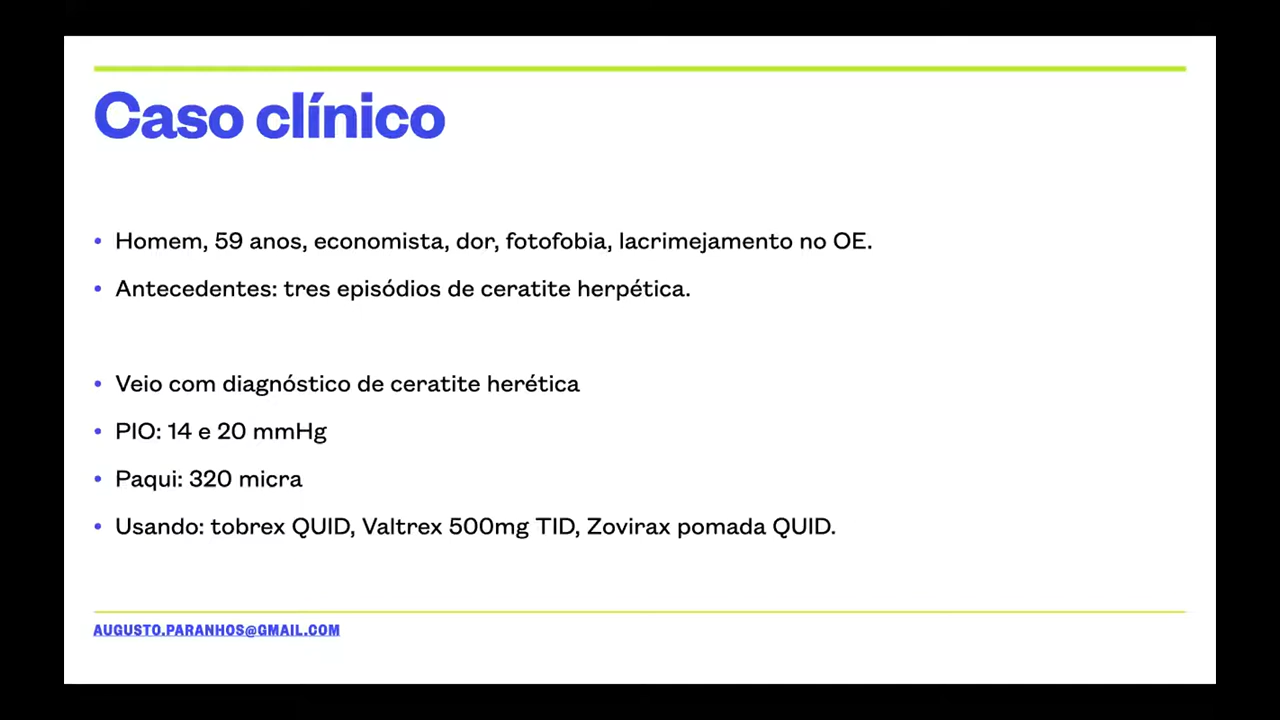 Caso clínico
• Homem, 59 anos, economista, dor, fotofobia, lacrimejamento no OE.
• Antecedentes: tres episódios de ceratite herpética.
• Veio com diagnóstico de ceratite herética
• PIO: 14 e 20 mmHg
• Paqui: 320 micra
• Usando: tobrex QUID, Valtrex 500mg TID, Zovirax pomada QUID.
AUGUSTO.PARANHOS@GMAIL.COM